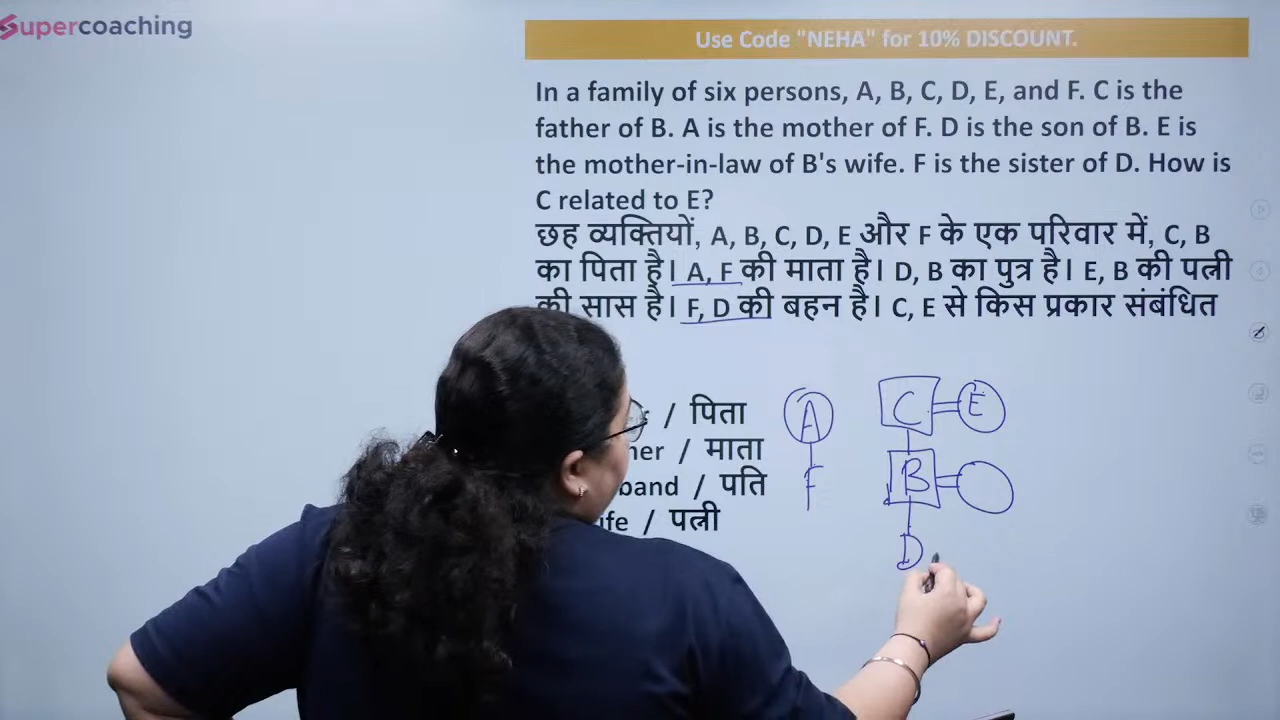 Supercoaching
Use Code "NEHA" for 10% DISCOUNT.
In a family of six persons, A, B, C, D, E, and F. C is the
father of B. A is the mother of F. D is the son of B. E is
the mother-in-law of B's wife. F is the sister of D. How is
C related to E?
छह व्यक्तियों, A, B, C, D, E और F के एक परिवार में, C, B
का पिता है। A, F की माता है। D, B का पुत्र है। E, B की पत्नी
की सास है। F, D की बहन है। C, E से किस प्रकार संबंधित
/ पिता
/ माता
/ पति
/ पत्नी
A C E
F B
D